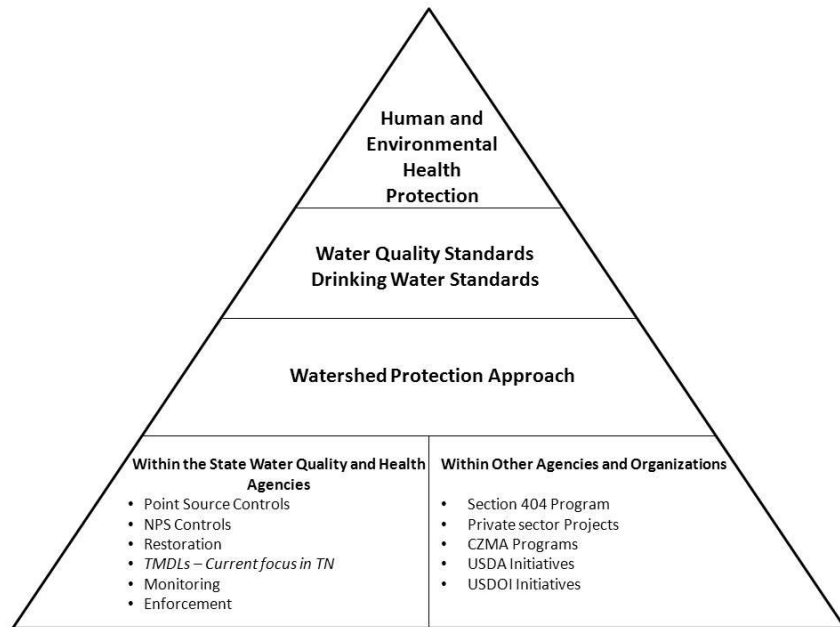 Human and
Environmental
Health
Protection
Water Quality Standards
Drinking Water Standards
Watershed Protection Approach
Within the State Water Quality and Health
Agencies
• Point Source Controls
• NPS Controls
• Restoration
• TMDLs – Current focus in TN
• Monitoring
• Enforcement
Within Other Agencies and Organizations
• Section 404 Program
• Private sector Projects
• CZMA Programs
• USDA Initiatives
• USDOI Initiatives